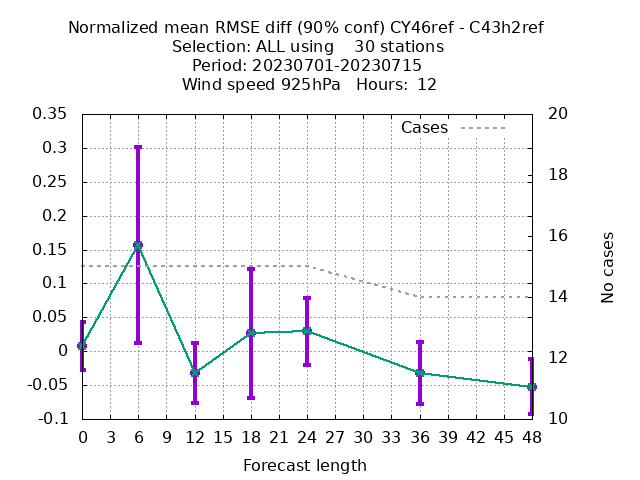 Normalized mean RMSE diff (90% conf) CY46ref - C43h2ref
Selection: ALL using    30 stations
Period: 20230701-20230715
Wind speed 925hPa   Hours:  12
Cases
0.35
0.3
0.25
0.2
0.15
0.1
0.05
0
-0.05
-0.1
20
18
16
14
12
10
No cases
0 3 6 9 12 15 18 21 24 27 30 33 36 39 42 45 48
Forecast length